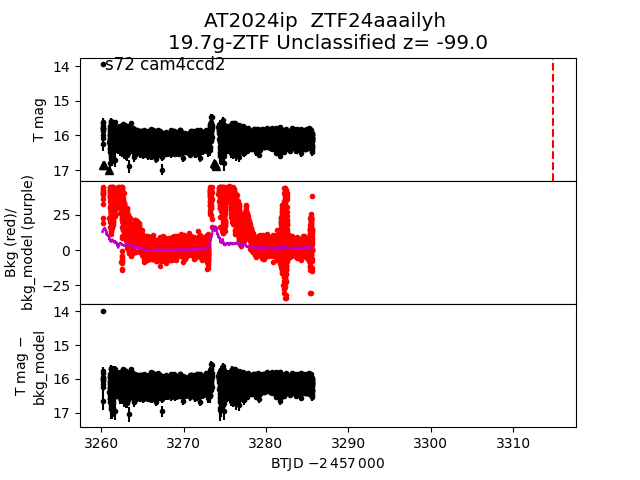 AT2024ip  ZTF24aaailyh
19.7g-ZTF Unclassified z= -99.0
s72 cam4ccd2
14
15
16
17
T mag
25
0
−25
Bkg (red)/
bkg_model (purple)
14
15
16
17
T mag −
bkg_model
3260 3270 3280 3290 3300 3310
BTJD −2 457 000